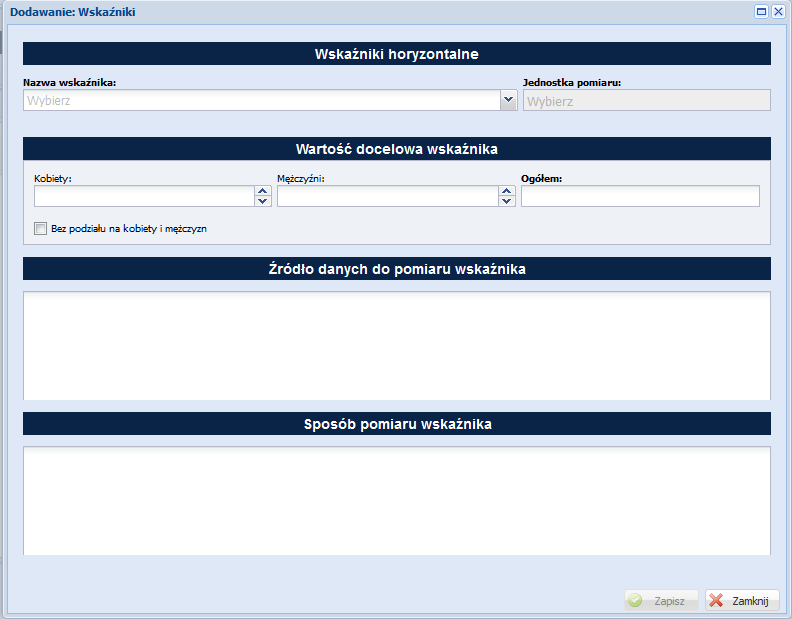 Dodawanie: Wskaźniki
Wskaźniki horyzontalne
Nazwa wskaźnika: Jednostka pomiaru:
Wybierz Wybierz
Wartość docelowa wskaźnika
Kobiety: Mężczyźni: Ogółem:
Bez podziału na kobiety i mężczyzn
Źródło danych do pomiaru wskaźnika
Sposób pomiaru wskaźnika
Zapisz Zamknij